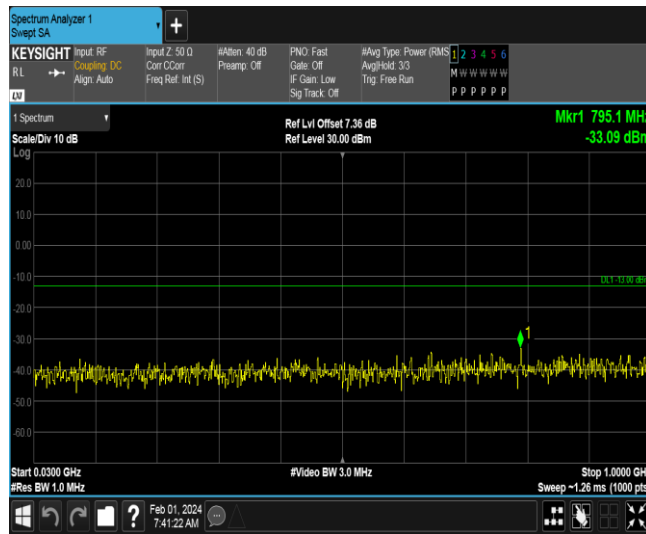 Spectrum Analyzer 1
Swept SA
KEYSIGHT
RL
LXI
Input: RF
Coupling: DC
Align: Auto
Input Z: 50 Ω
Corr CCorr
Freq Ref: Int (S)
#Atten: 40 dB
Preamp: Off
PNO: Fast
Gate: Off
IF Gain: Low
Sig Track: Off
#Avg Type: Power (RMS
Avg|Hold: 3/3
Trig: Free Run
1 2 3 4 5 6
M W W W W W
P P P P P P
1 Spectrum
Scale/Div 10 dB
Ref Lvl Offset 7.36 dB
Ref Level 30.00 dBm
Mkr1 795.1 MHz
-33.09 dBm
Log
20.0
10.0
0.00
-10.0
DL1 -13.00 dBm
-20.0
-30.0
1
-40.0
-50.0
-60.0
Start 0.0300 GHz
#Video BW 3.0 MHz
Stop 1.0000 GHz
#Res BW 1.0 MHz
Sweep ~1.26 ms (1000 pts
?
Feb 01, 2024
7:41:22 AM